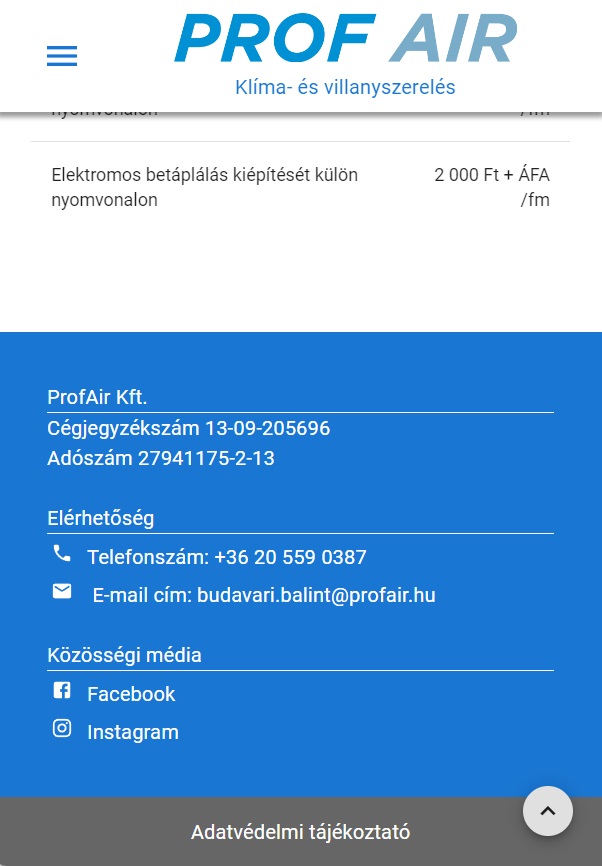 PROF AIR
Klíma- és villanyszerelés
nyomvonalon /fm
Elektromos betáplálás kiépítését külön 2 000 Ft + ÁFA
nyomvonalon /fm
ProfAir Kft.
Cégjegyzékszám 13-09-205696
Adószám 27941175-2-13
Elérhetőség
Telefonszám: +36 20 559 0387
E-mail cím: budavari.balint@profair.hu
Közösségi média
Facebook
Instagram
Adatvédelmi tájékoztató